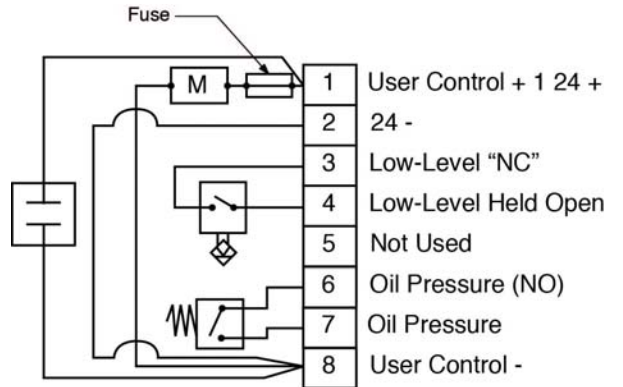 Fuse
M
1 User Control + 1 24 +
2 24 -
3 Low-Level "NC"
4 Low-Level Held Open
5 Not Used
6 Oil Pressure (NO)
7 Oil Pressure
8 User Control -